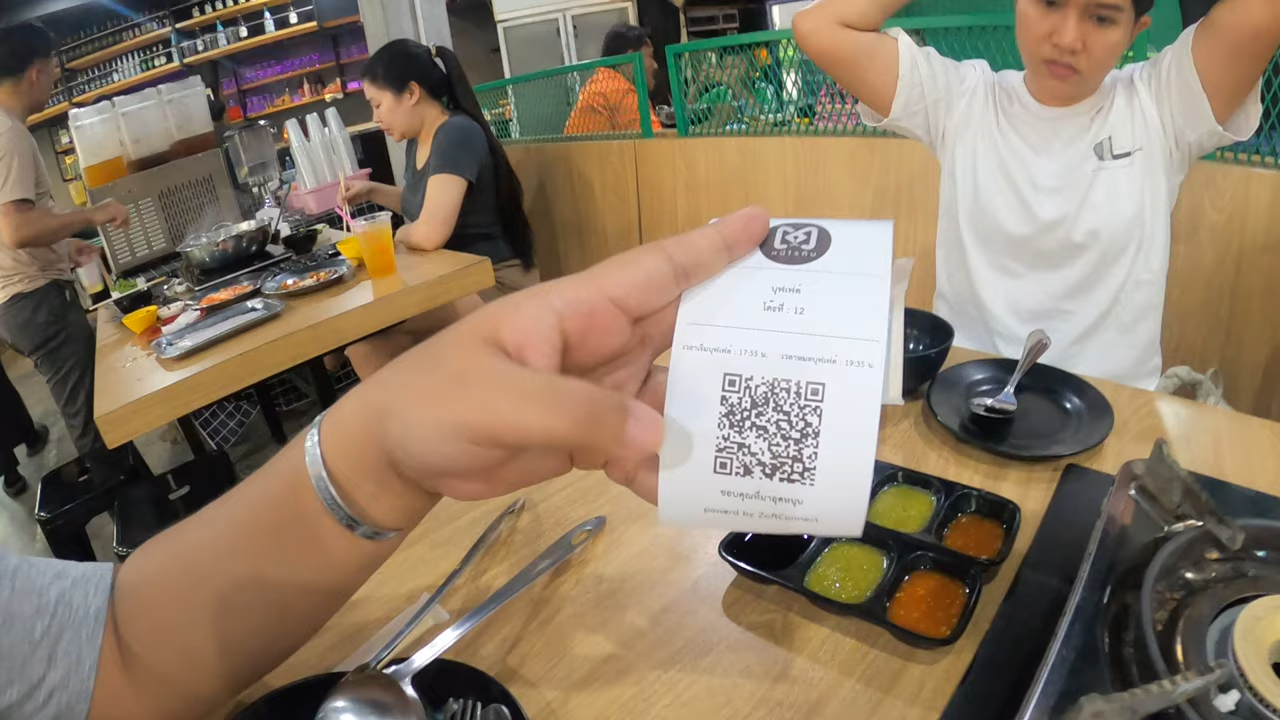 บุฟเฟ่ต์
โต๊ะที่ : 12
เวลาเริ่มบุฟเฟ่ต์ : 17:55 น. เวลาหมดบุฟเฟ่ต์ : 19:35 น.
ขอบคุณที่มาอุดหนุน
powered by ZoftConnect